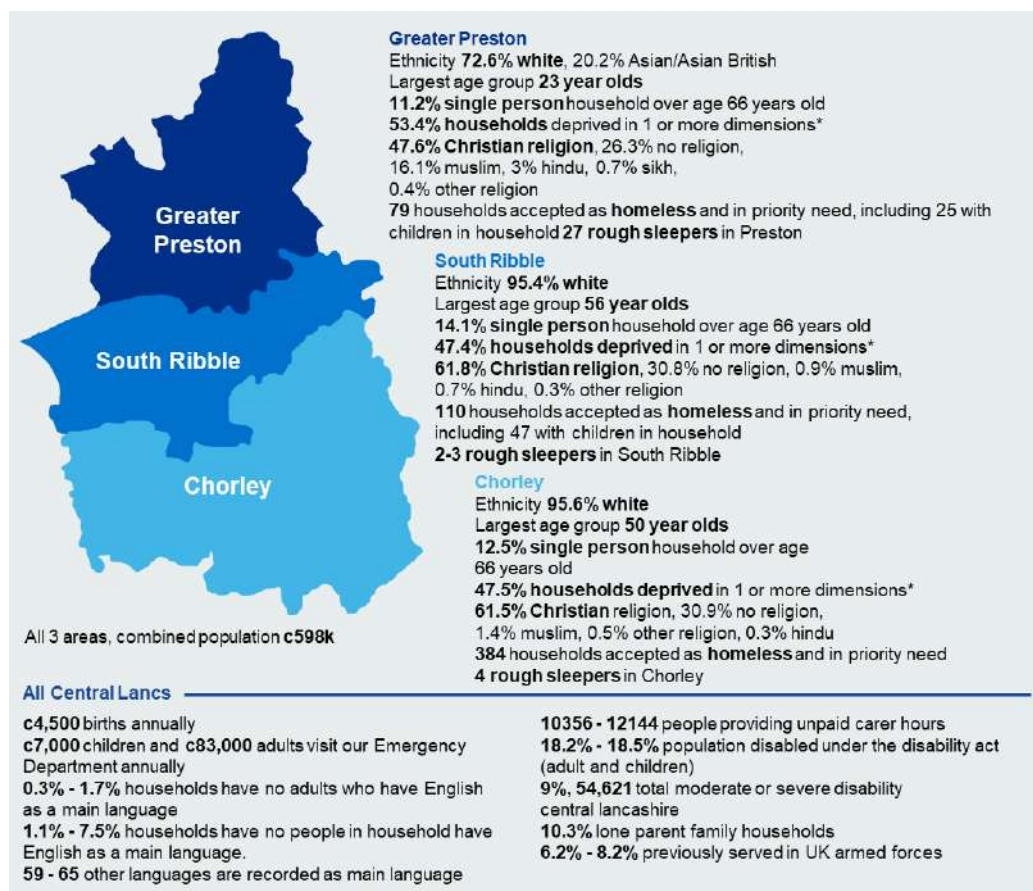 Greater Preston
Ethnicity 72.6% white, 20.2% Asian/Asian British
Largest age group 23 year olds
11.2% single person household over age 66 years old
53.4% households deprived in 1 or more dimensions*
47.6% Christian religion, 26.3% no religion,
16.1% muslim, 3% hindu, 0.7% sikh,
0.4% other religion
79 households accepted as homeless and in priority need, including 25 with
children in household 27 rough sleepers in Preston
Greater
Preston
South Ribble
Ethnicity 95.4% white
Largest age group 56 year olds
14.1% single person household over age 66 years old
47.4% households deprived in 1 or more dimensions*
61.8% Christian religion, 30.8% no religion, 0.9% muslim,
0.7% hindu, 0.3% other religion
110 households accepted as homeless and in priority need,
including 47 with children in household
2-3 rough sleepers in South Ribble
South Ribble
Chorley
Ethnicity 95.6% white
Largest age group 50 year olds
12.5% single person household over age
66 years old
47.5% households deprived in 1 or more dimensions*
61.5% Christian religion, 30.9% no religion,
1.4% muslim, 0.5% other religion, 0.3% hindu
384 households accepted as homeless and in priority need
4 rough sleepers in Chorley
Chorley
All 3 areas, combined population c598k
All Central Lancs
c4,500 births annually
c7,000 children and c83,000 adults visit our Emergency
Department annually
0.3% - 1.7% households have no adults who have English
as a main language
1.1% - 7.5% households have no people in household have
English as a main language.
59 - 65 other languages are recorded as main language
10356 - 12144 people providing unpaid carer hours
18.2% - 18.5% population disabled under the disability act
(adult and children)
9%, 54,621 total moderate or severe disability
central lancashire
10.3% lone parent family households
6.2% - 8.2% previously served in UK armed forces